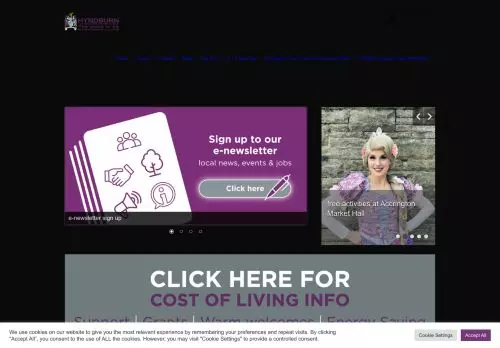 HYNDBURN
Sign up to our
e-newsletter
local news, events & jobs
Click here
e-newsletter sign up
free activities at Accrington
Market Hall
CLICK HERE FOR
COST OF LIVING INFO
Support | Grants | Warm welcomes | Energy Saving
We use cookies on our website to give you the most relevant experience by remembering your preferences and repeat visits. By clicking
"Accept All", you consent to the use of ALL the cookies. However, you may visit "Cookie Settings" to provide a controlled consent.
Cookie Settings
Accept All